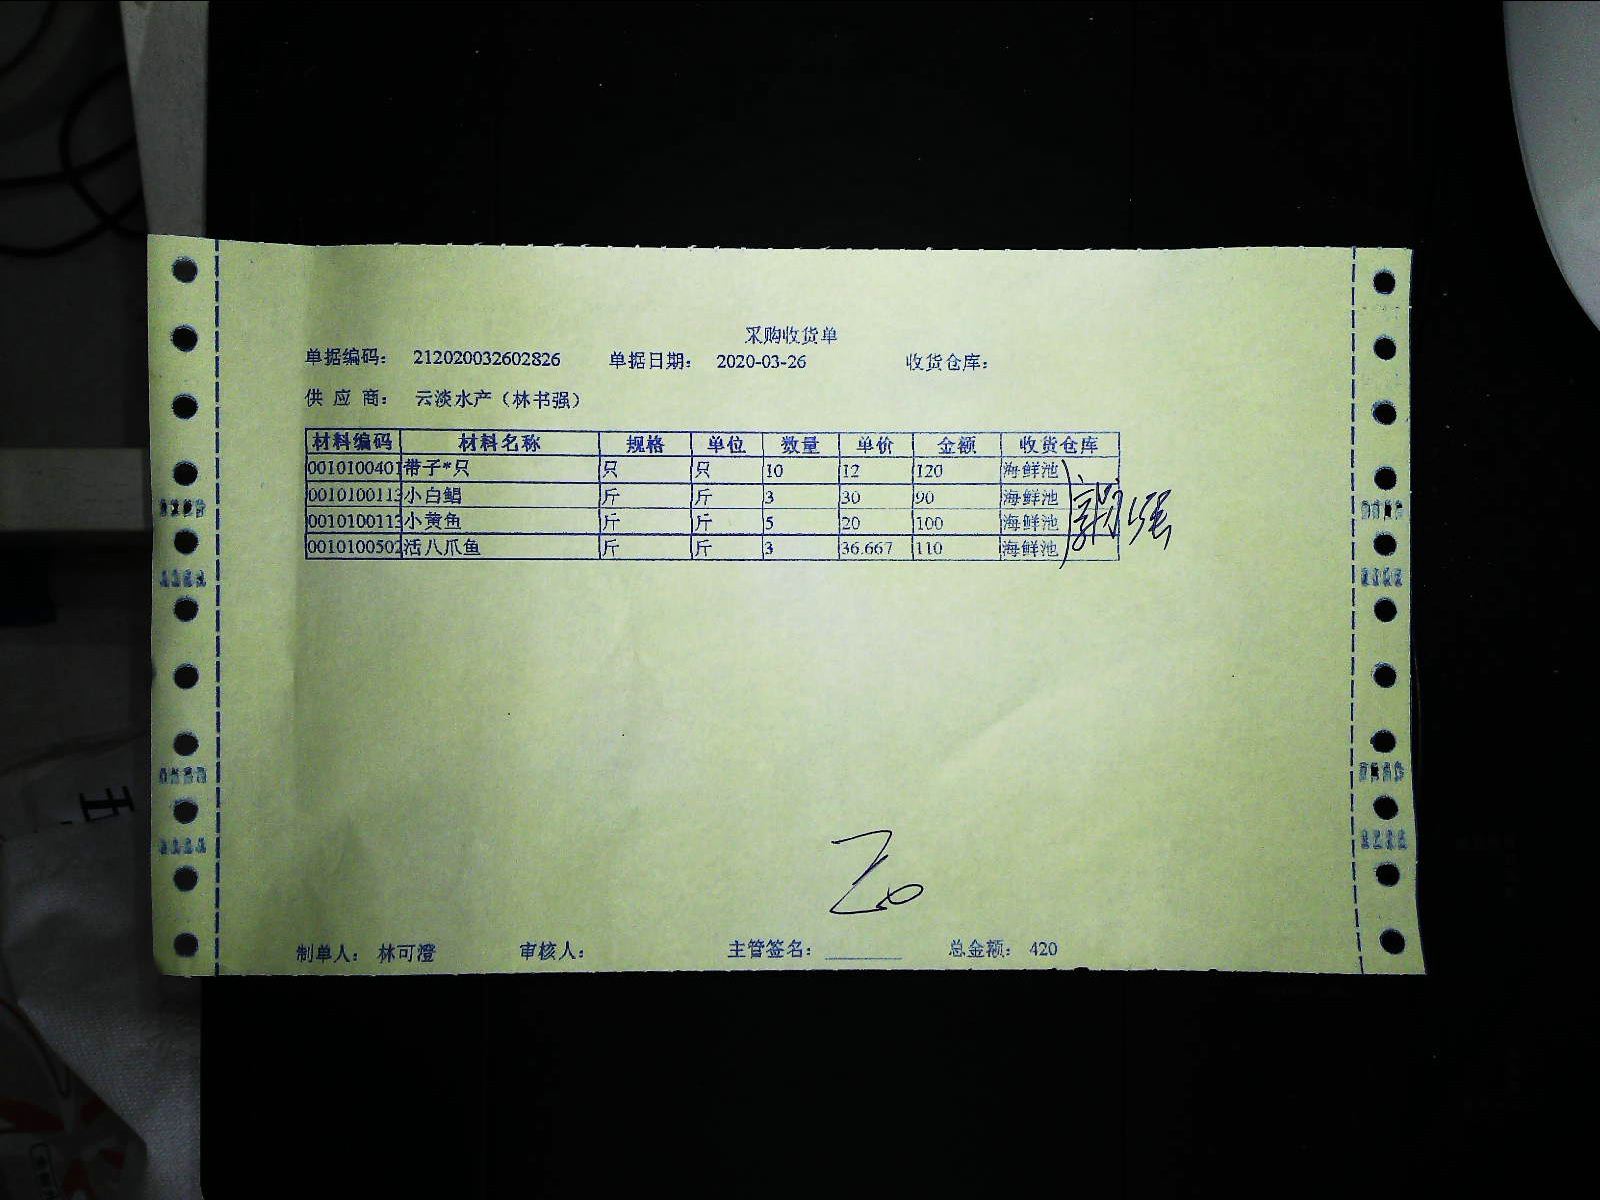 采购收货单
单据编码： 212020032602826 单据日期： 2020-03-26 收货仓库：
供 应 商： 云淡水产（林书强）
材料编码 材料名称 规格 单位 数量 单价 金额 收货仓库
0010100401 带子*只 只 只 10 12 120 海鲜池
0010100113 小白鲳 斤 斤 3 30 90 海鲜池
0010100113 小黄鱼 斤 斤 5 20 100 海鲜池
0010100502 活八爪鱼 斤 斤 3 36.667 110 海鲜池
制单人： 林可澄 审核人： 主管签名： 总金额： 420